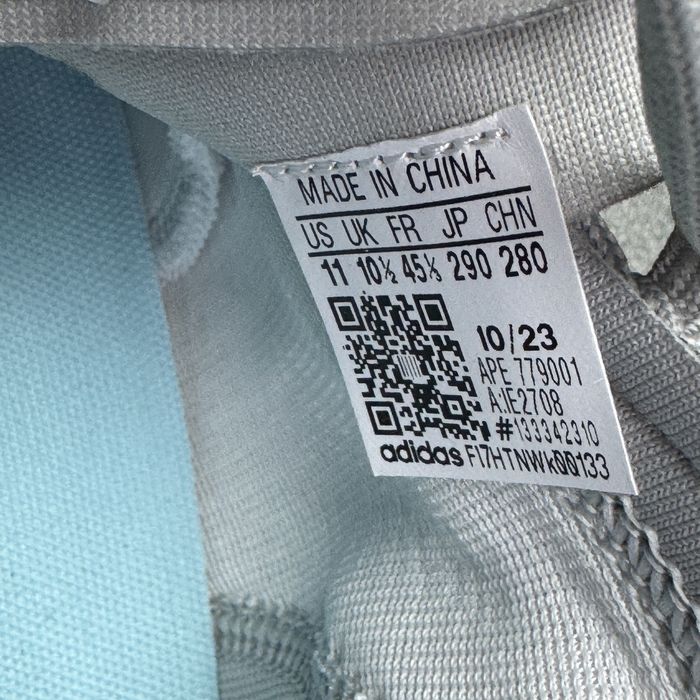 MADE IN CHINA
US UK FR JP CHN
11 10½ 45⅓ 290 280
10/23
APE 779001
A:IE2708
#133342310
adidas F17HTNWK00133